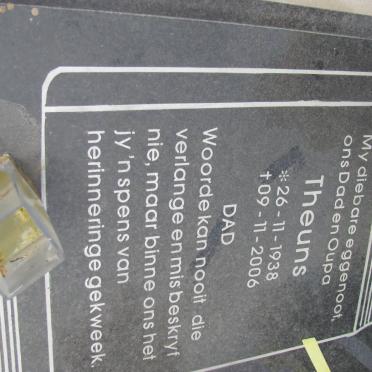 My diebare eggenoot,
ons Dad en Oupa
Theuns
* 26 - 11 - 1938
† 09 - 11 - 2006
DAD
Woorde kan nooit die
verlange en mis beskryf
nie, maar binne ons het
jy 'n spens van
herinneringe gekweek.